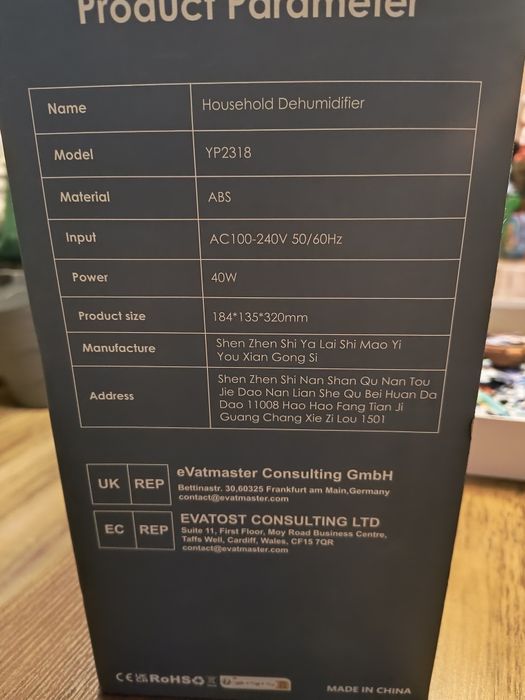 Product Parameter
Name
Household Dehumidifier
Model
YP2318
Material
ABS
Input
AC100-240V 50/60Hz
Power
40W
Product size
184*135*320mm
Manufacture
Shen Zhen Shi Ya Lai Shi Mao Yi
You Xian Gong Si
Address
Shen Zhen Shi Nan Shan Qu Nan Tou
Jie Dao Nan Lian She Qu Bei Huan Da
Dao 11008 Hao Hao Fang Tian Ji
Guang Chang Xie Zi Lou 1501
UK REP
eVatmaster Consulting GmbH
Bettinastr. 30,60325 Frankfurt am Main,Germany
contact@evatmaster.com
EC REP
EVATOST CONSULTING LTD
Suite 11, First Floor, Moy Road Business Centre,
Taffs Well, Cardiff, Wales, CF15 7QR
contact@evatmaster.com
CE UKCA RoHS
MADE IN CHINA